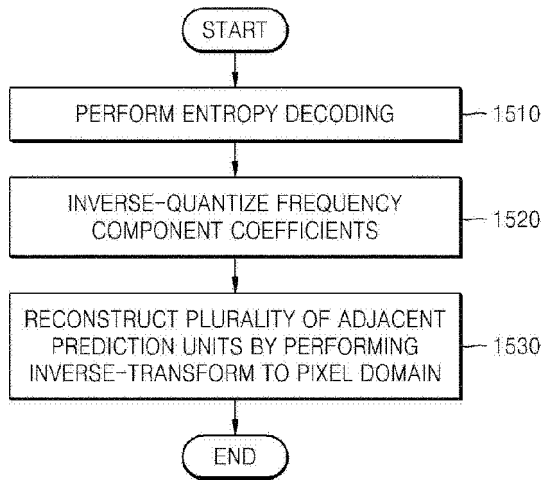 START
PERFORM ENTROPY DECODING
1510
INVERSE-QUANTIZE FREQUENCY
COMPONENT COEFFICIENTS
1520
RECONSTRUCT PLURALITY OF ADJACENT
PREDICTION UNITS BY PERFORMING
INVERSE-TRANSFORM TO PIXEL DOMAIN
1530
END